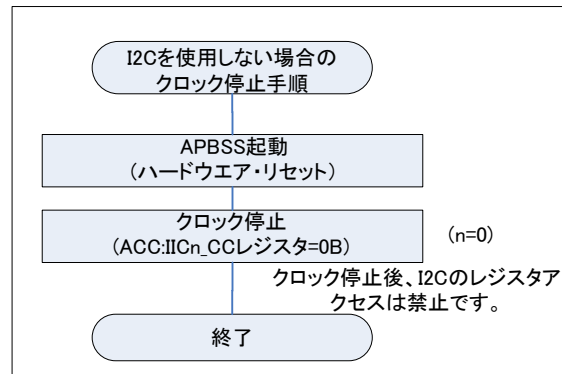 I2Cを使用しない場合の
クロック停止手順
APBSS起動
(ハードウエア・リセット)
クロック停止
(ACC:IICn_CCレジスタ=0B)
(n=0)
クロック停止後、I2Cのレジスタア
クセスは禁止です。
終了